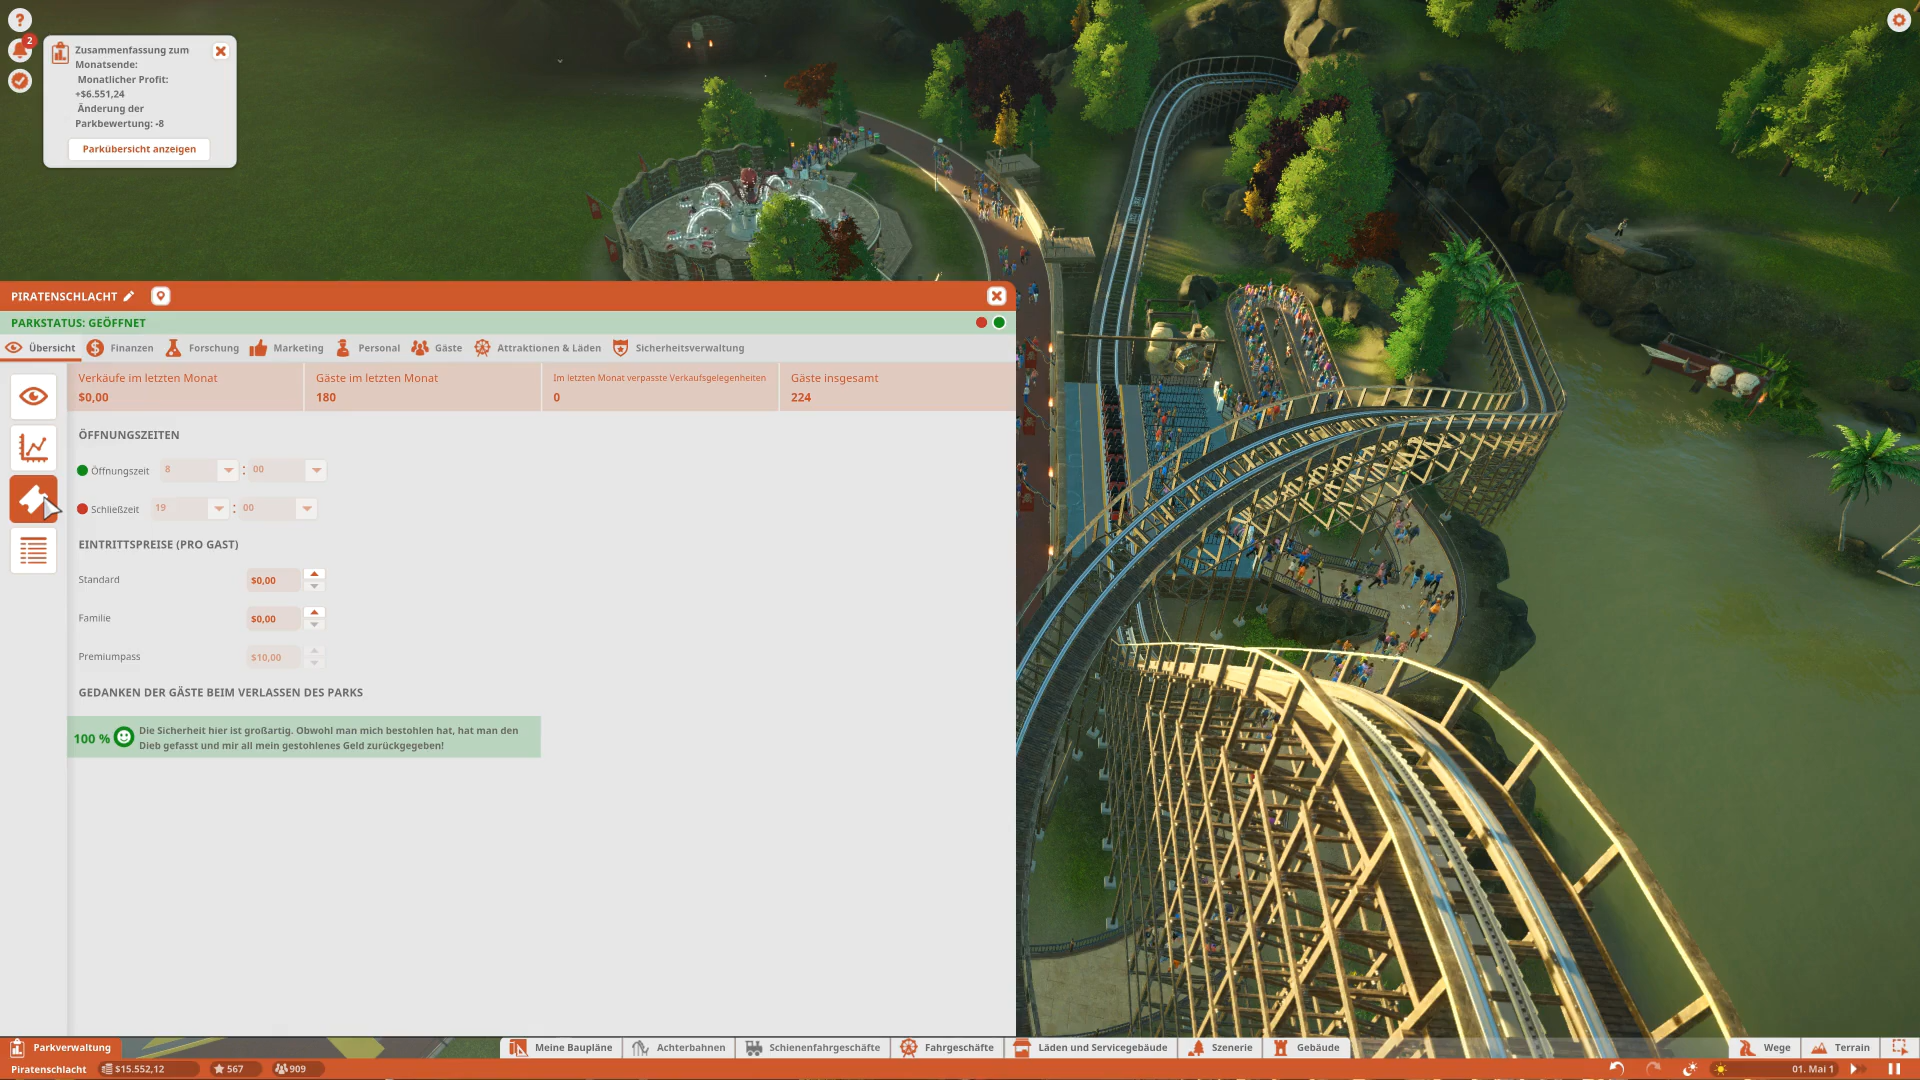 ?
2
Zusammenfassung zum
Monatsende:
Monatlicher Profit:
+$6.551,24
Änderung der
Parkbewertung: -8
Parkübersicht anzeigen
PIRATENSCHLACHT
PARKSTATUS: GEÖFFNET
Übersicht
Finanzen
Forschung
Marketing
Personal
Gäste
Attraktionen & Läden
Sicherheitsverwaltung
Verkäufe im letzten Monat
$0,00
Gäste im letzten Monat
180
Im letzten Monat verpasste Verkaufsgelegenheiten
0
Gäste insgesamt
224
ÖFFNUNGSZEITEN
Öffnungszeit 8 : 00
Schließzeit 19 : 00
EINTRITTSPREISE (PRO GAST)
Standard $0,00
Familie $0,00
Premiumpass $10,00
GEDANKEN DER GÄSTE BEIM VERLASSEN DES PARKS
100 %
Die Sicherheit hier ist großartig. Obwohl man mich bestohlen hat, hat man den
Dieb gefasst und mir all mein gestohlenes Geld zurückgegeben!
Parkverwaltung
Meine Baupläne
Achterbahnen
Schienenfahrgeschäfte
Fahrgeschäfte
Läden und Servicegebäude
Szenerie
Gebäude
Wege
Terrain
Piratenschlacht
$15.552,12
567
909
01. Mai 1